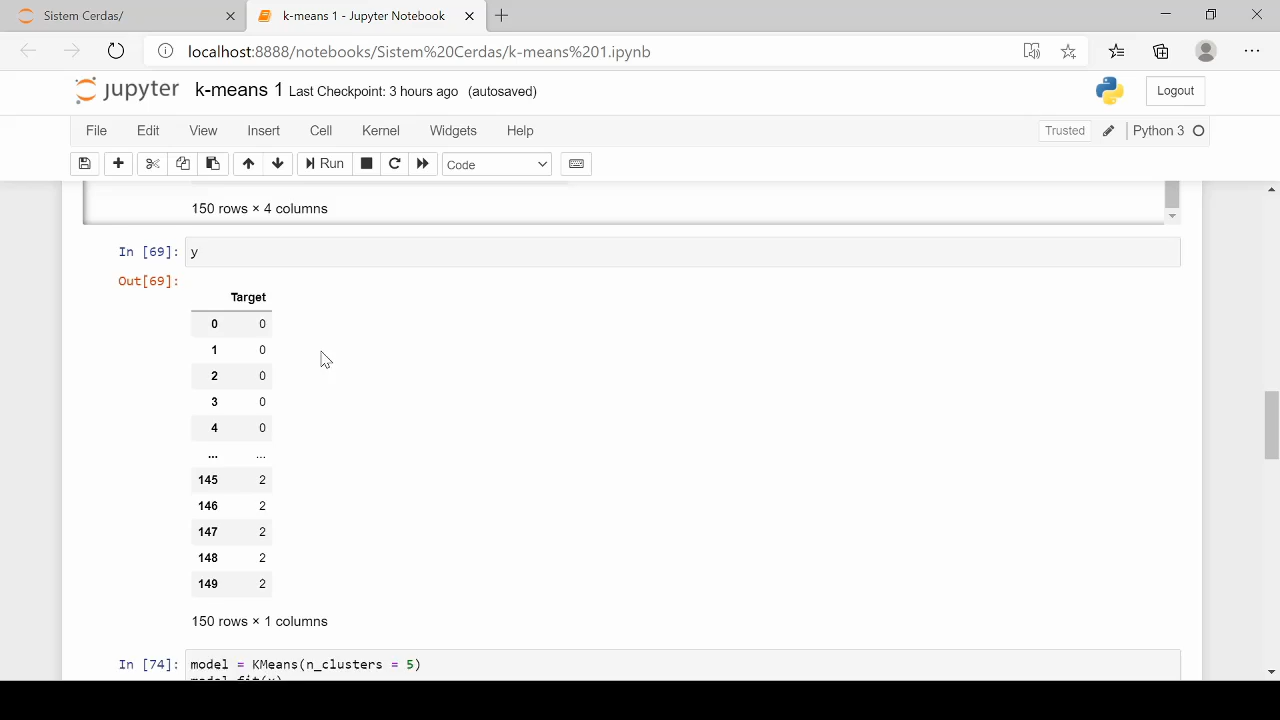 Sistem Cerdas/
k-means 1 - Jupyter Notebook
localhost:8888/notebooks/Sistem%20Cerdas/k-means%201.ipynb
jupyter k-means 1 Last Checkpoint: 3 hours ago (autosaved)
Logout
File Edit View Insert Cell Kernel Widgets Help
Trusted Python 3
Run Code
150 rows × 4 columns
In [69]: y
Out[69]:
Target
0 0
1 0
2 0
3 0
4 0
... ...
145 2
146 2
147 2
148 2
149 2
150 rows × 1 columns
In [74]: model = KMeans(n_clusters = 5)
model.fit(x)